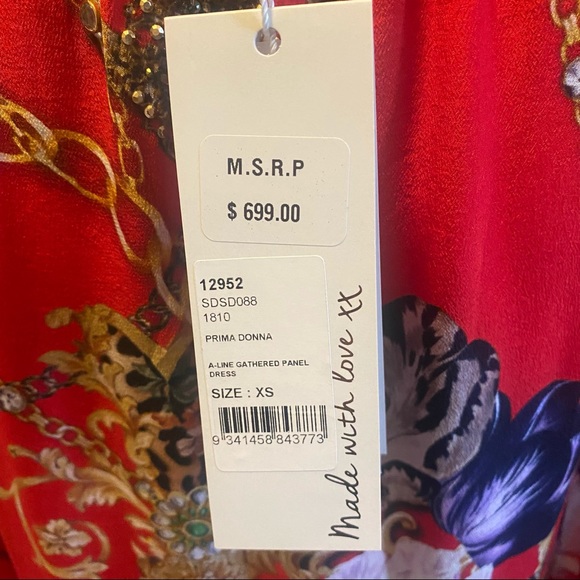 M.S.R.P
$ 699.00
12952
SDSD088
1810
PRIMA DONNA
A-LINE GATHERED PANEL
DRESS
SIZE : XS
9 341458 843773
Made with love xx